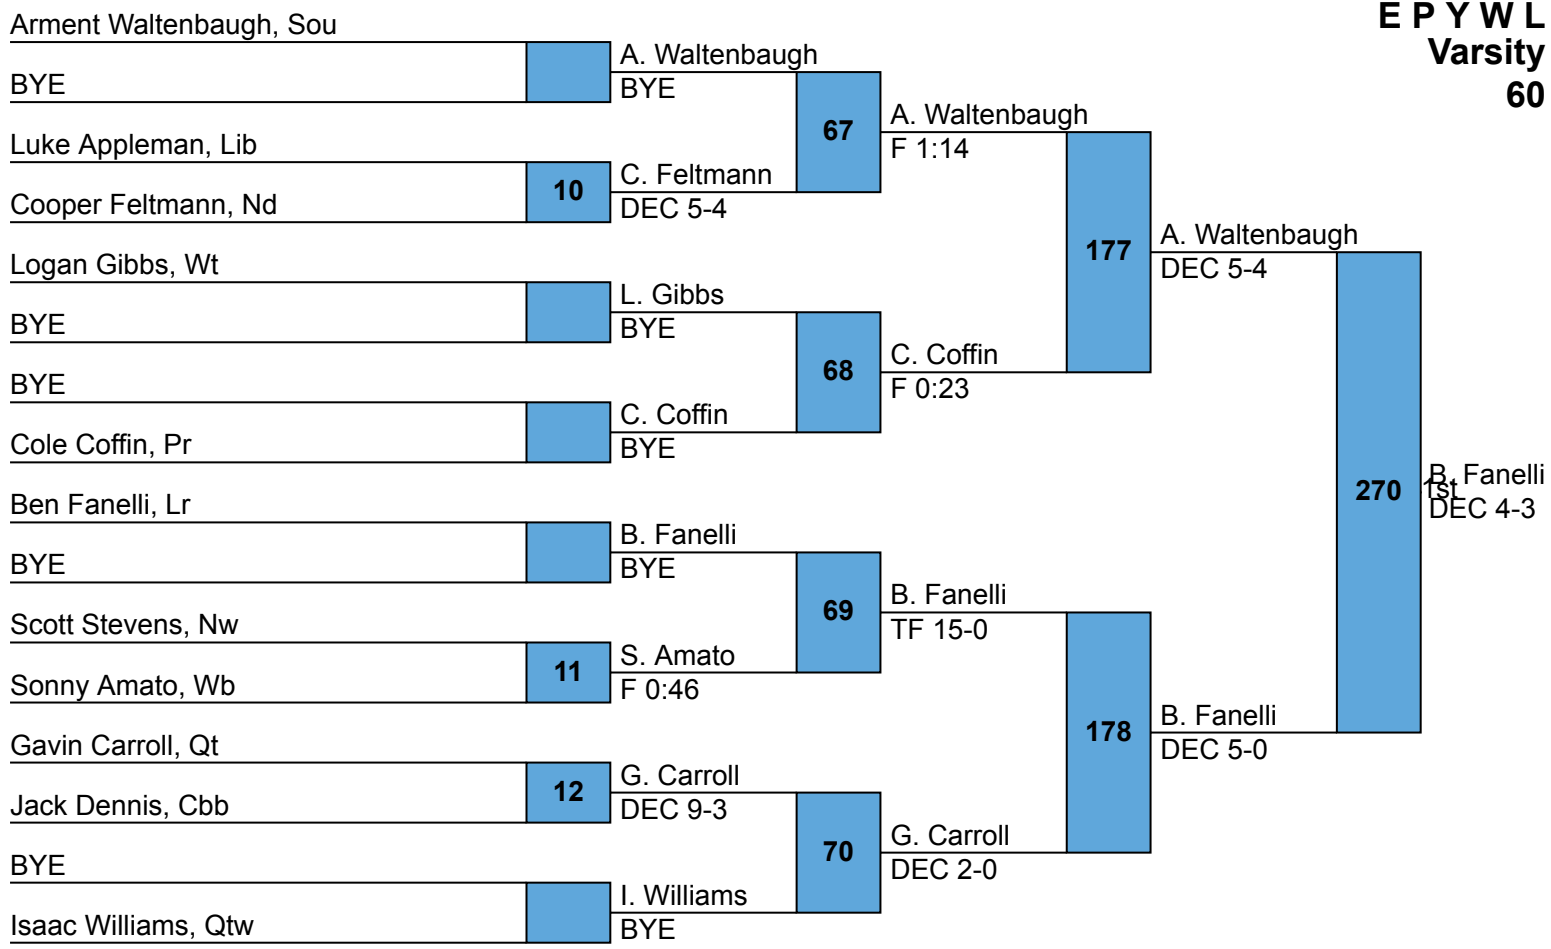 E P Y W L
Varsity
60
Arment Waltenbaugh, Sou
BYE
Luke Appleman, Lib
Cooper Feltmann, Nd
Logan Gibbs, Wt
BYE
BYE
Cole Coffin, Pr
Ben Fanelli, Lr
BYE
Scott Stevens, Nw
Sonny Amato, Wb
Gavin Carroll, Qt
Jack Dennis, Cbb
BYE
Isaac Williams, Qtw
10
11
12
A. Waltenbaugh
BYE
C. Feltmann
DEC 5-4
L. Gibbs
BYE
C. Coffin
BYE
B. Fanelli
BYE
S. Amato
F 0:46
G. Carroll
DEC 9-3
I. Williams
BYE
67
68
69
70
A. Waltenbaugh
F 1:14
C. Coffin
F 0:23
B. Fanelli
TF 15-0
G. Carroll
DEC 2-0
177
178
A. Waltenbaugh
DEC 5-4
B. Fanelli
DEC 5-0
270
B. Fanelli
1st
DEC 4-3